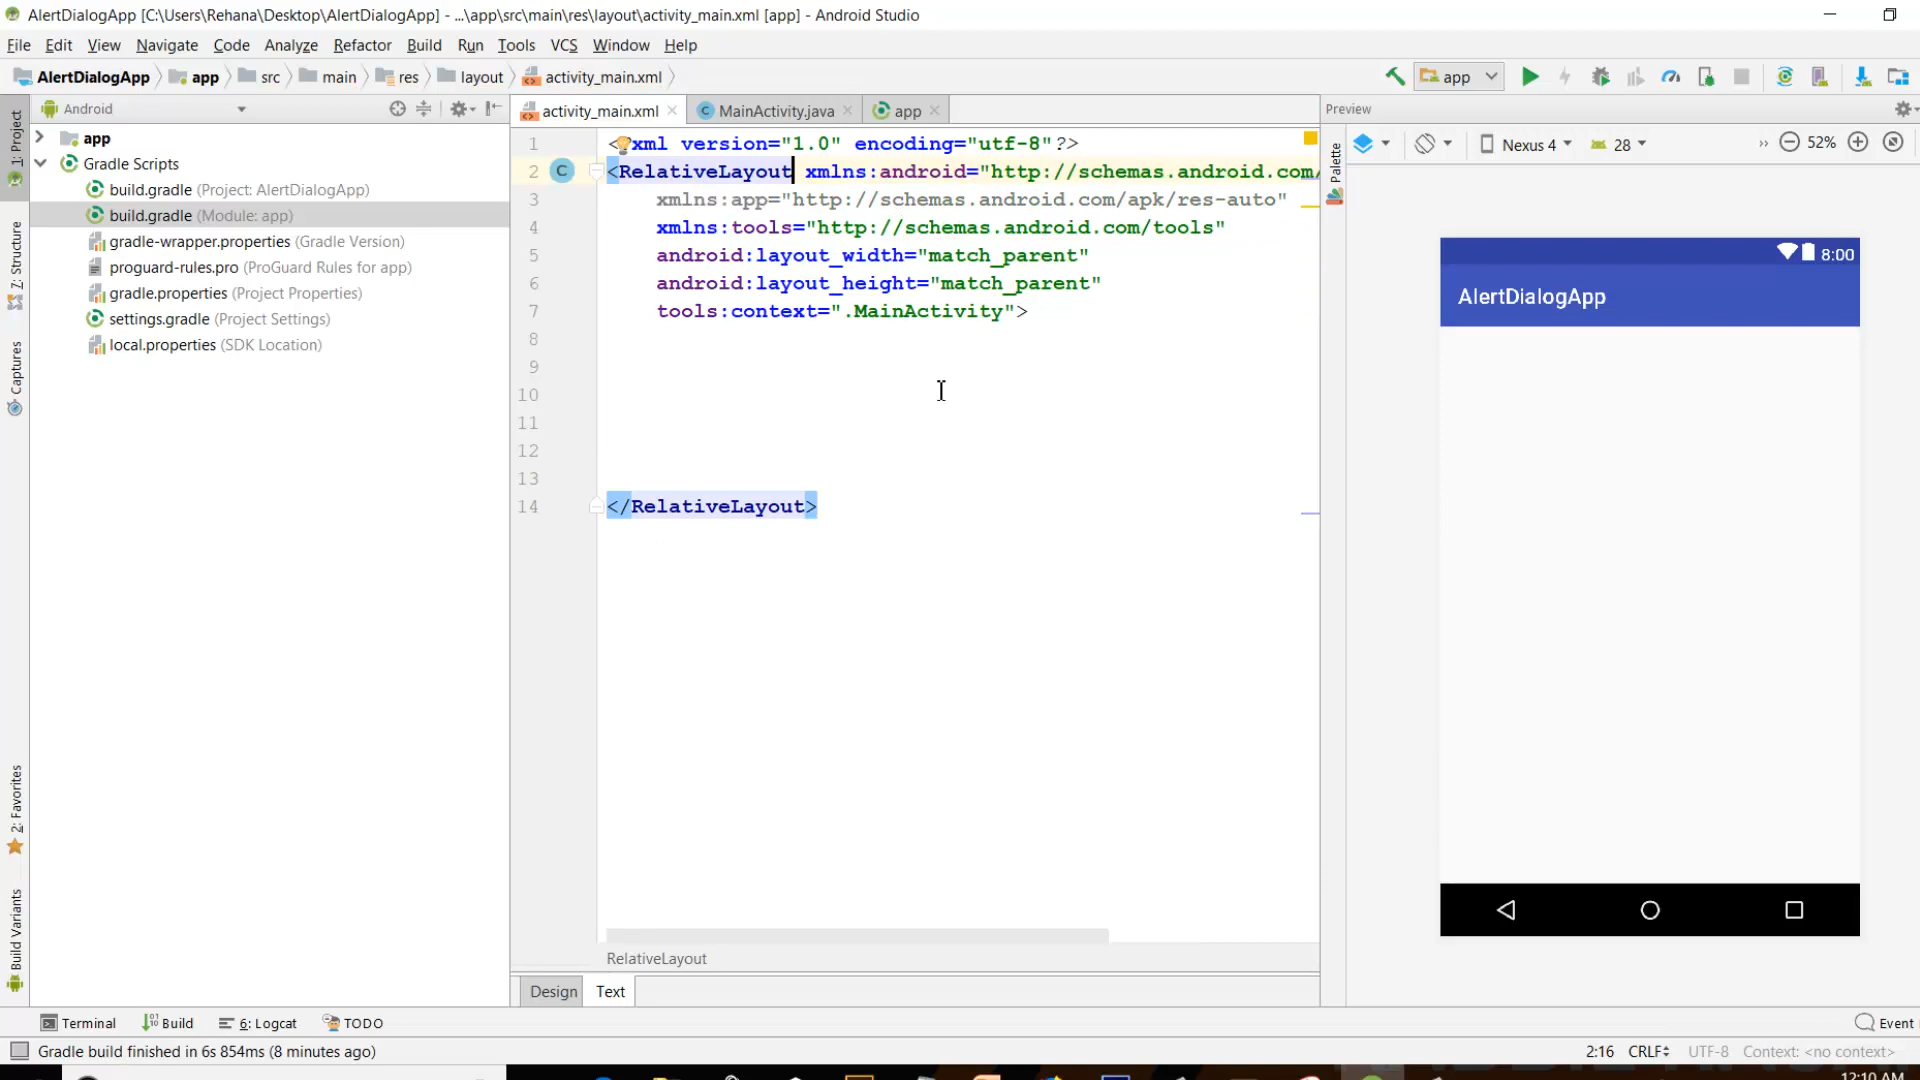 AlertDialogApp [C:\Users\Rehana\Desktop\AlertDialogApp] - ...\app\src\main\res\layout\activity_main.xml [app] - Android Studio
File Edit View Navigate Code Analyze Refactor Build Run Tools VCS Window Help
AlertDialogApp app src main res layout activity_main.xml app
Android activity_main.xml MainActivity.java app Preview
1: Project
Z: Structure
Captures
2: Favorites
Build Variants
app
Gradle Scripts
build.gradle (Project: AlertDialogApp)
build.gradle (Module: app)
gradle-wrapper.properties (Gradle Version)
proguard-rules.pro (ProGuard Rules for app)
gradle.properties (Project Properties)
settings.gradle (Project Settings)
local.properties (SDK Location)
1 <?xml version="1.0" encoding="utf-8"?>
2 C <RelativeLayout xmlns:android="http://schemas.android.com/
3 xmlns:app="http://schemas.android.com/apk/res-auto"
4 xmlns:tools="http://schemas.android.com/tools"
5 android:layout_width="match_parent"
6 android:layout_height="match_parent"
7 tools:context=".MainActivity">
8
9
10
11
12
13
14 </RelativeLayout>
RelativeLayout
Design Text
Palette
Nexus 4 28 52%
8:00
AlertDialogApp
Terminal Build 6: Logcat TODO Event
Gradle build finished in 6s 854ms (8 minutes ago) 2:16 CRLF UTF-8 Context: <no context>
12:10 AM